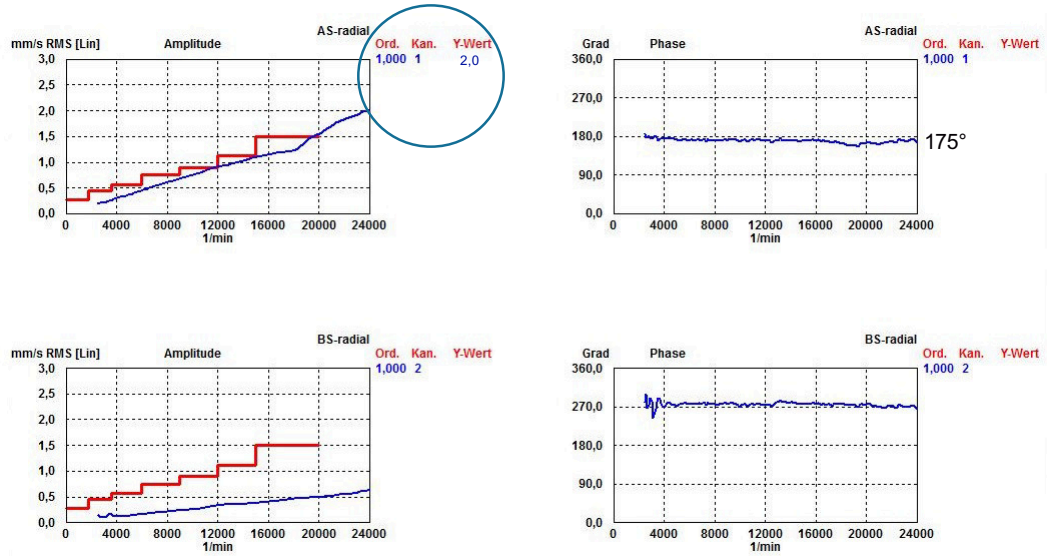 AS-radial
mm/s RMS [Lin] Amplitude Ord. Kan. Y-Wert
3,0 1,000 1 2,0
2,5
2,0
1,5
1,0
0,5
0,0
0 4000 8000 12000 16000 20000 24000
1/min
AS-radial
Grad Phase Ord. Kan. Y-Wert
360,0 1,000 1
270,0
180,0 175°
90,0
0,0
0 4000 8000 12000 16000 20000 24000
1/min
BS-radial
mm/s RMS [Lin] Amplitude Ord. Kan. Y-Wert
3,0 1,000 2
2,5
2,0
1,5
1,0
0,5
0,0
0 4000 8000 12000 16000 20000 24000
1/min
BS-radial
Grad Phase Ord. Kan. Y-Wert
360,0 1,000 2
270,0
180,0
90,0
0,0
0 4000 8000 12000 16000 20000 24000
1/min